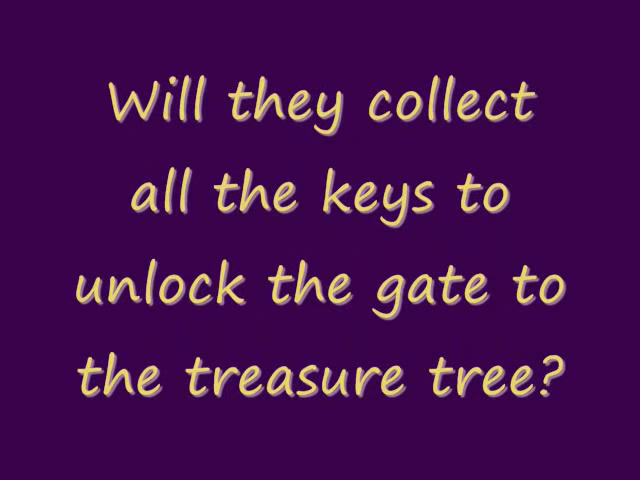 Will they collect
all the keys to
unlock the gate to
the treasure tree?